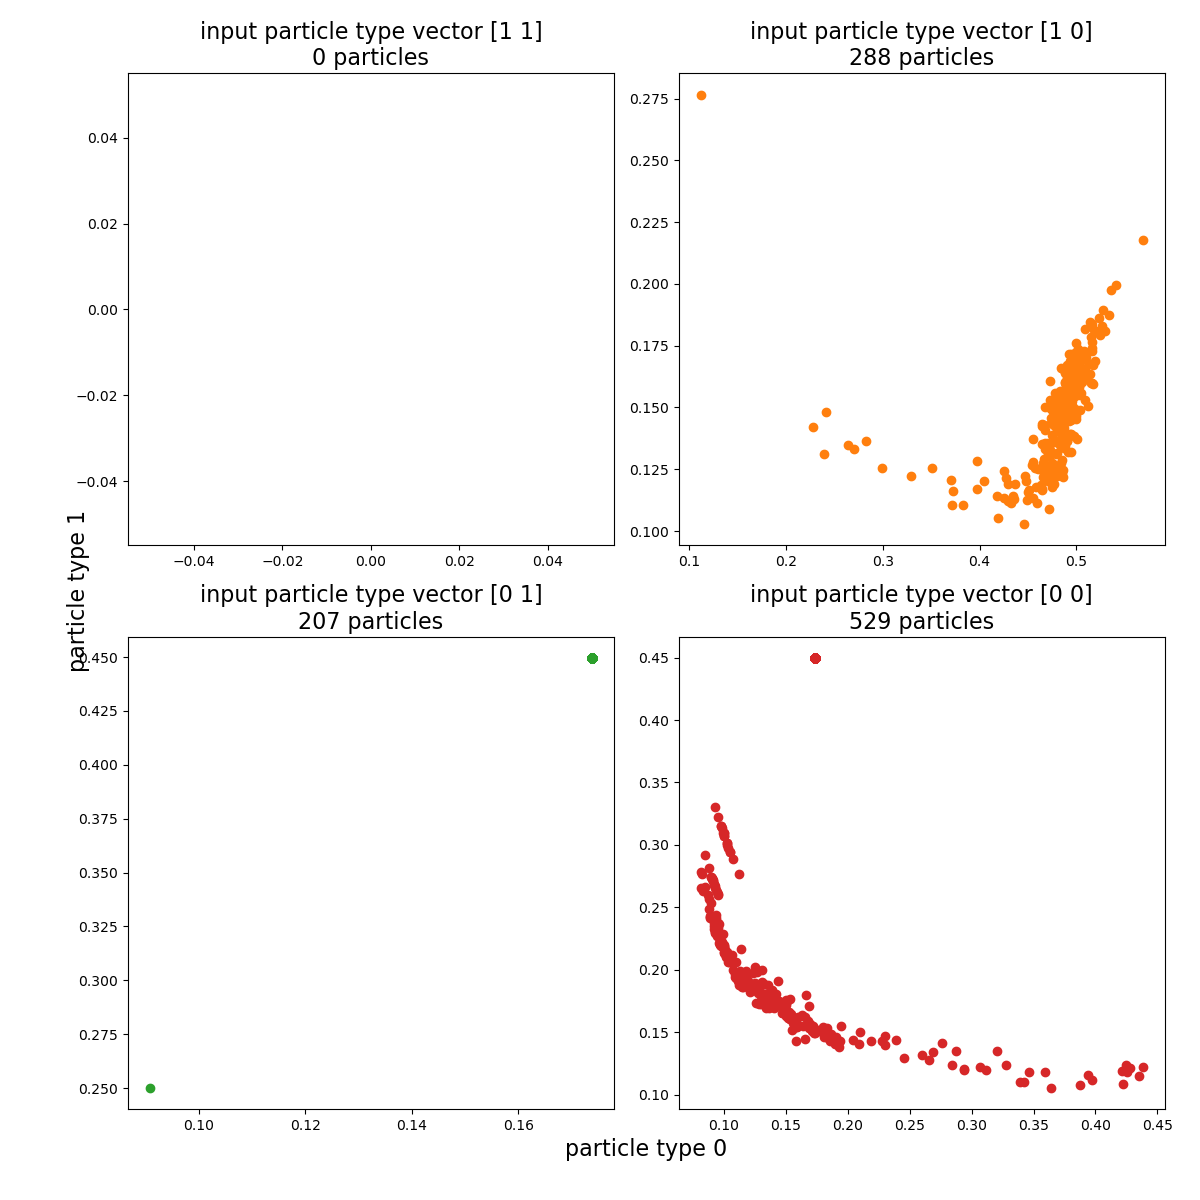 input particle type vector [1 1]
0 particles
0.04
0.02
0.00
−0.02
−0.04
−0.04 −0.02 0.00 0.02 0.04
input particle type vector [1 0]
288 particles
0.275
0.250
0.225
0.200
0.175
0.150
0.125
0.100
0.1 0.2 0.3 0.4 0.5
particle type 1
input particle type vector [0 1]
207 particles
0.450
0.425
0.400
0.375
0.350
0.325
0.300
0.275
0.250
0.10 0.12 0.14 0.16
input particle type vector [0 0]
529 particles
0.45
0.40
0.35
0.30
0.25
0.20
0.15
0.10
0.10 0.15 0.20 0.25 0.30 0.35 0.40 0.45
particle type 0